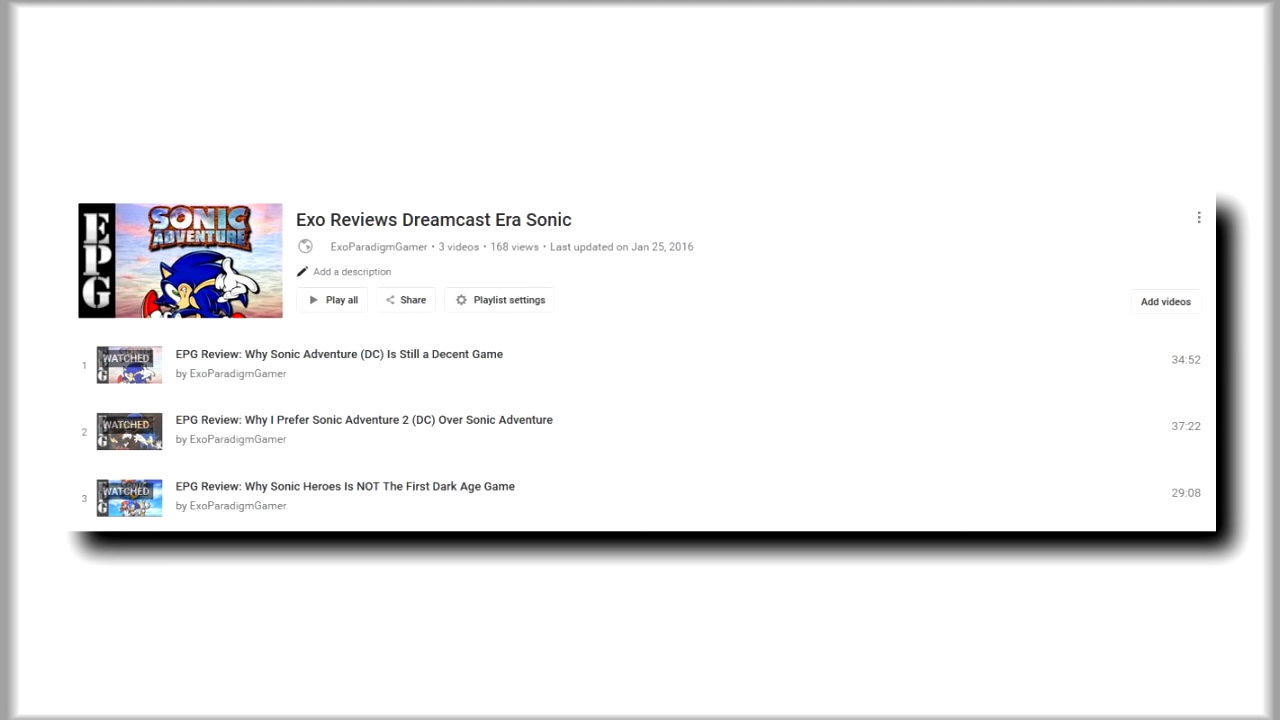 EPG
SONIC
ADVENTURE
Exo Reviews Dreamcast Era Sonic
ExoParadigmGamer • 3 videos • 168 views • Last updated on Jan 25, 2016
Add a description
Play all
Share
Playlist settings
Add videos
1
WATCHED
EPG Review: Why Sonic Adventure (DC) Is Still a Decent Game
by ExoParadigmGamer
34:52
2
WATCHED
EPG Review: Why I Prefer Sonic Adventure 2 (DC) Over Sonic Adventure
by ExoParadigmGamer
37:22
3
WATCHED
EPG Review: Why Sonic Heroes Is NOT The First Dark Age Game
by ExoParadigmGamer
29:08